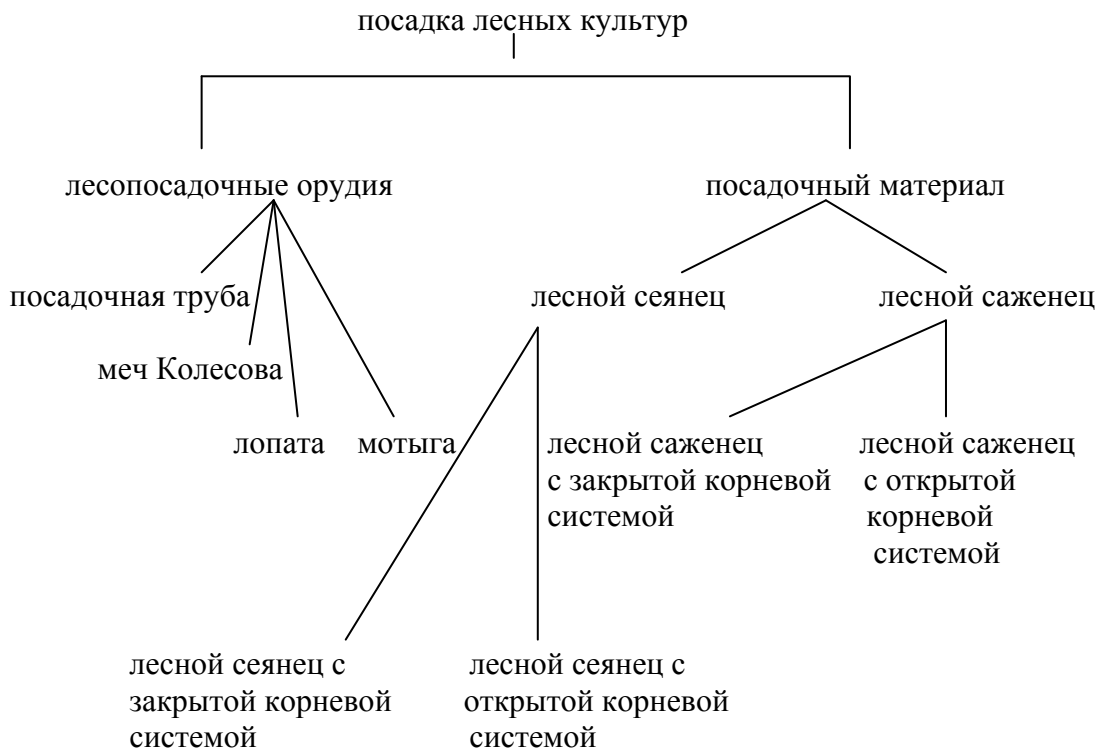 посадка лесных культур
лесопосадочные орудия
посадочный материал
посадочная труба
лесной сеянец
лесной саженец
меч Колесова
лопата
мотыга
лесной саженец
с закрытой корневой
системой
лесной саженец
с открытой
корневой
системой
лесной сеянец с
закрытой корневой
системой
лесной сеянец с
открытой корневой
системой